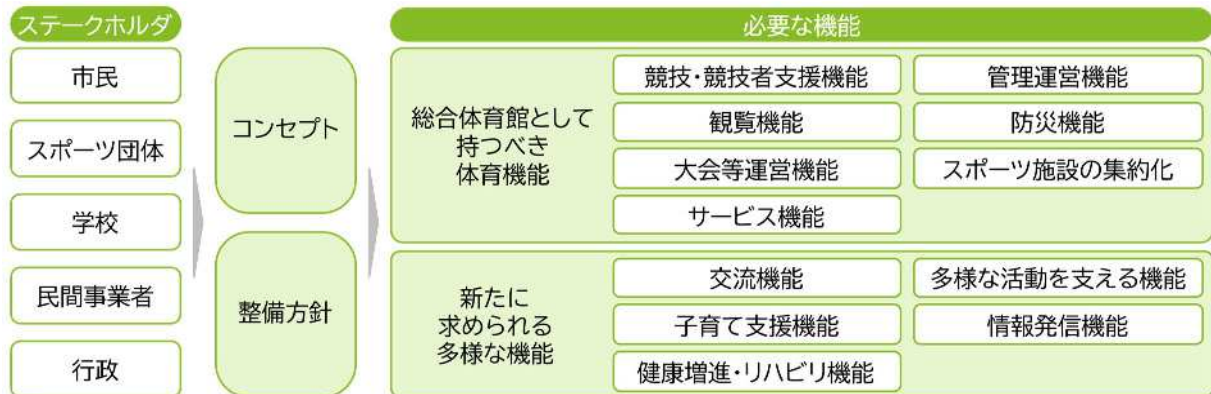 ステークホルダ
市民
スポーツ団体
学校
民間事業者
行政
コンセプト
整備方針
必要な機能
総合体育館として
持つべき
体育機能
競技・競技者支援機能
観覧機能
大会等運営機能
サービス機能
管理運営機能
防災機能
スポーツ施設の集約化
新たに
求められる
多様な機能
交流機能
子育て支援機能
健康増進・リハビリ機能
多様な活動を支える機能
情報発信機能